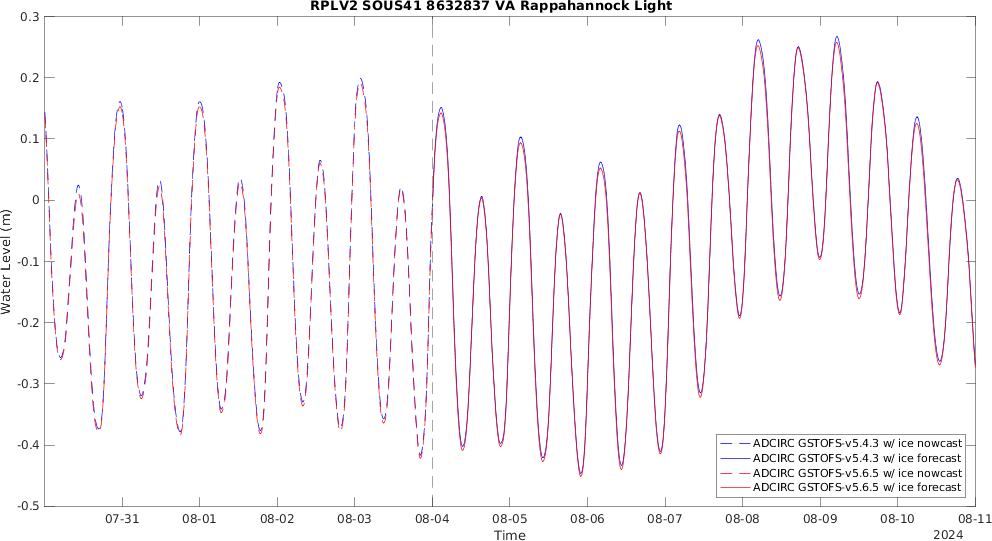 RPLV2 SOUS41 8632837 VA Rappahannock Light
0.3
0.2
0.1
0
-0.1
-0.2
-0.3
-0.4
-0.5
Water Level (m)
ADCIRC GSTOFS-v5.4.3 w/ ice nowcast
ADCIRC GSTOFS-v5.4.3 w/ ice forecast
ADCIRC GSTOFS-v5.6.5 w/ ice nowcast
ADCIRC GSTOFS-v5.6.5 w/ ice forecast
07-31 08-01 08-02 08-03 08-04 08-05 08-06 08-07 08-08 08-09 08-10 08-11
Time
2024